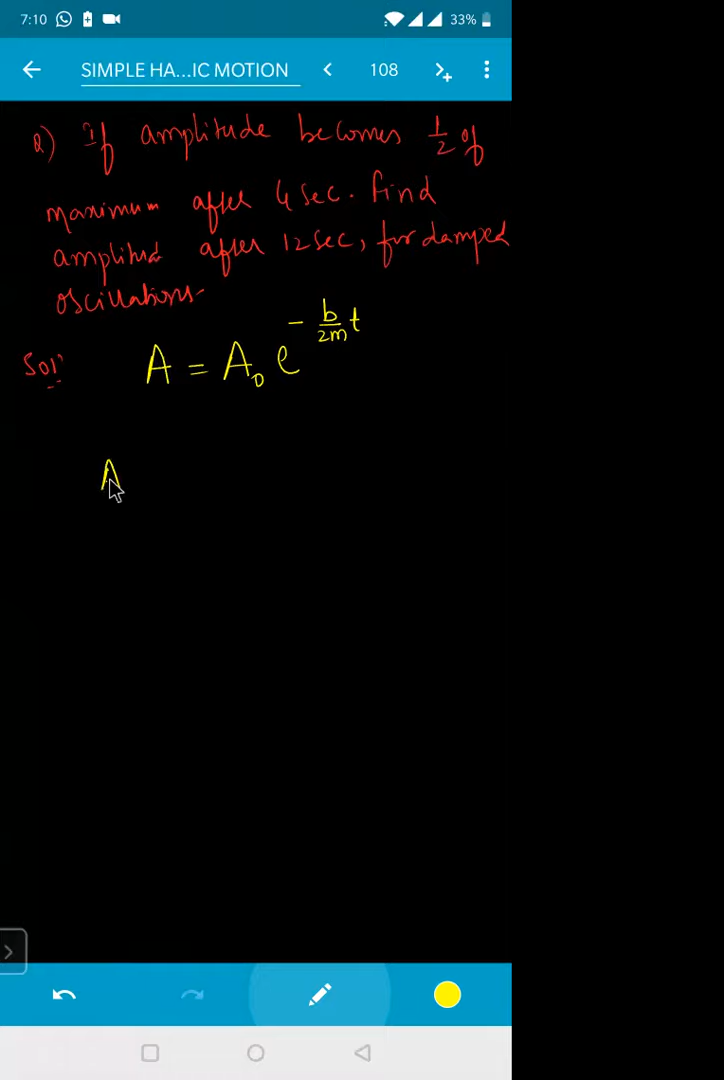 7:10 33%
SIMPLE HA...IC MOTION 108
Q) If amplitude becomes 1/2 of
maximum after 4 sec. Find
amplitud after 12 sec, for damped
oscillations.
Sol: A = A₀ e^(-b/2m t)
A